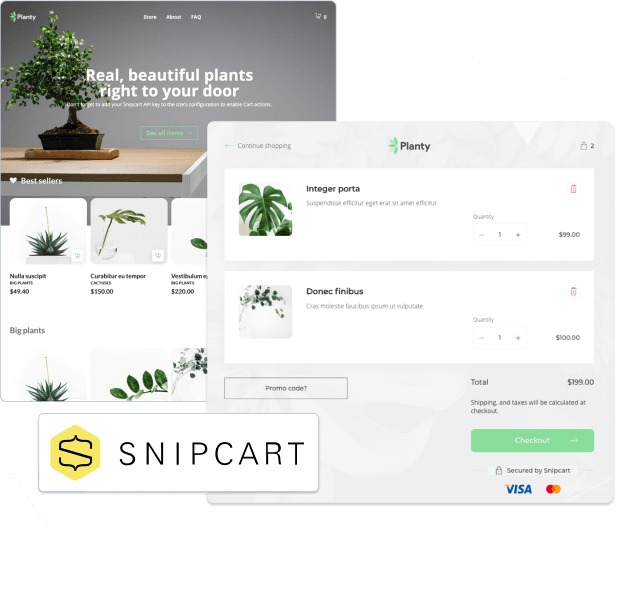 Planty
Store About FAQ
0
Real, beautiful plants
right to your door
Don't forget to add your Snipcart API key to the site's configuration to enable Cart actions.
See all items
Best sellers
Nulla suscipit
BIG PLANTS
$49.40
Curabitur eu tempor
CACTUSES
$150.00
Vestibulum
BIG PLANTS
$220.00
Big plants
Continue shopping
Planty
2
Integer porta
Suspendisse efficitur eget erat sit amet efficitur.
Quantity
− 1 +
$99.00
Donec finibus
Cras molestie faucibus ipsum ut vulputate.
Quantity
− 1 +
$100.00
Promo code?
Total $199.00
Shipping, and taxes will be calculated at
checkout.
Checkout
Secured by Snipcart
VISA
SNIPCART